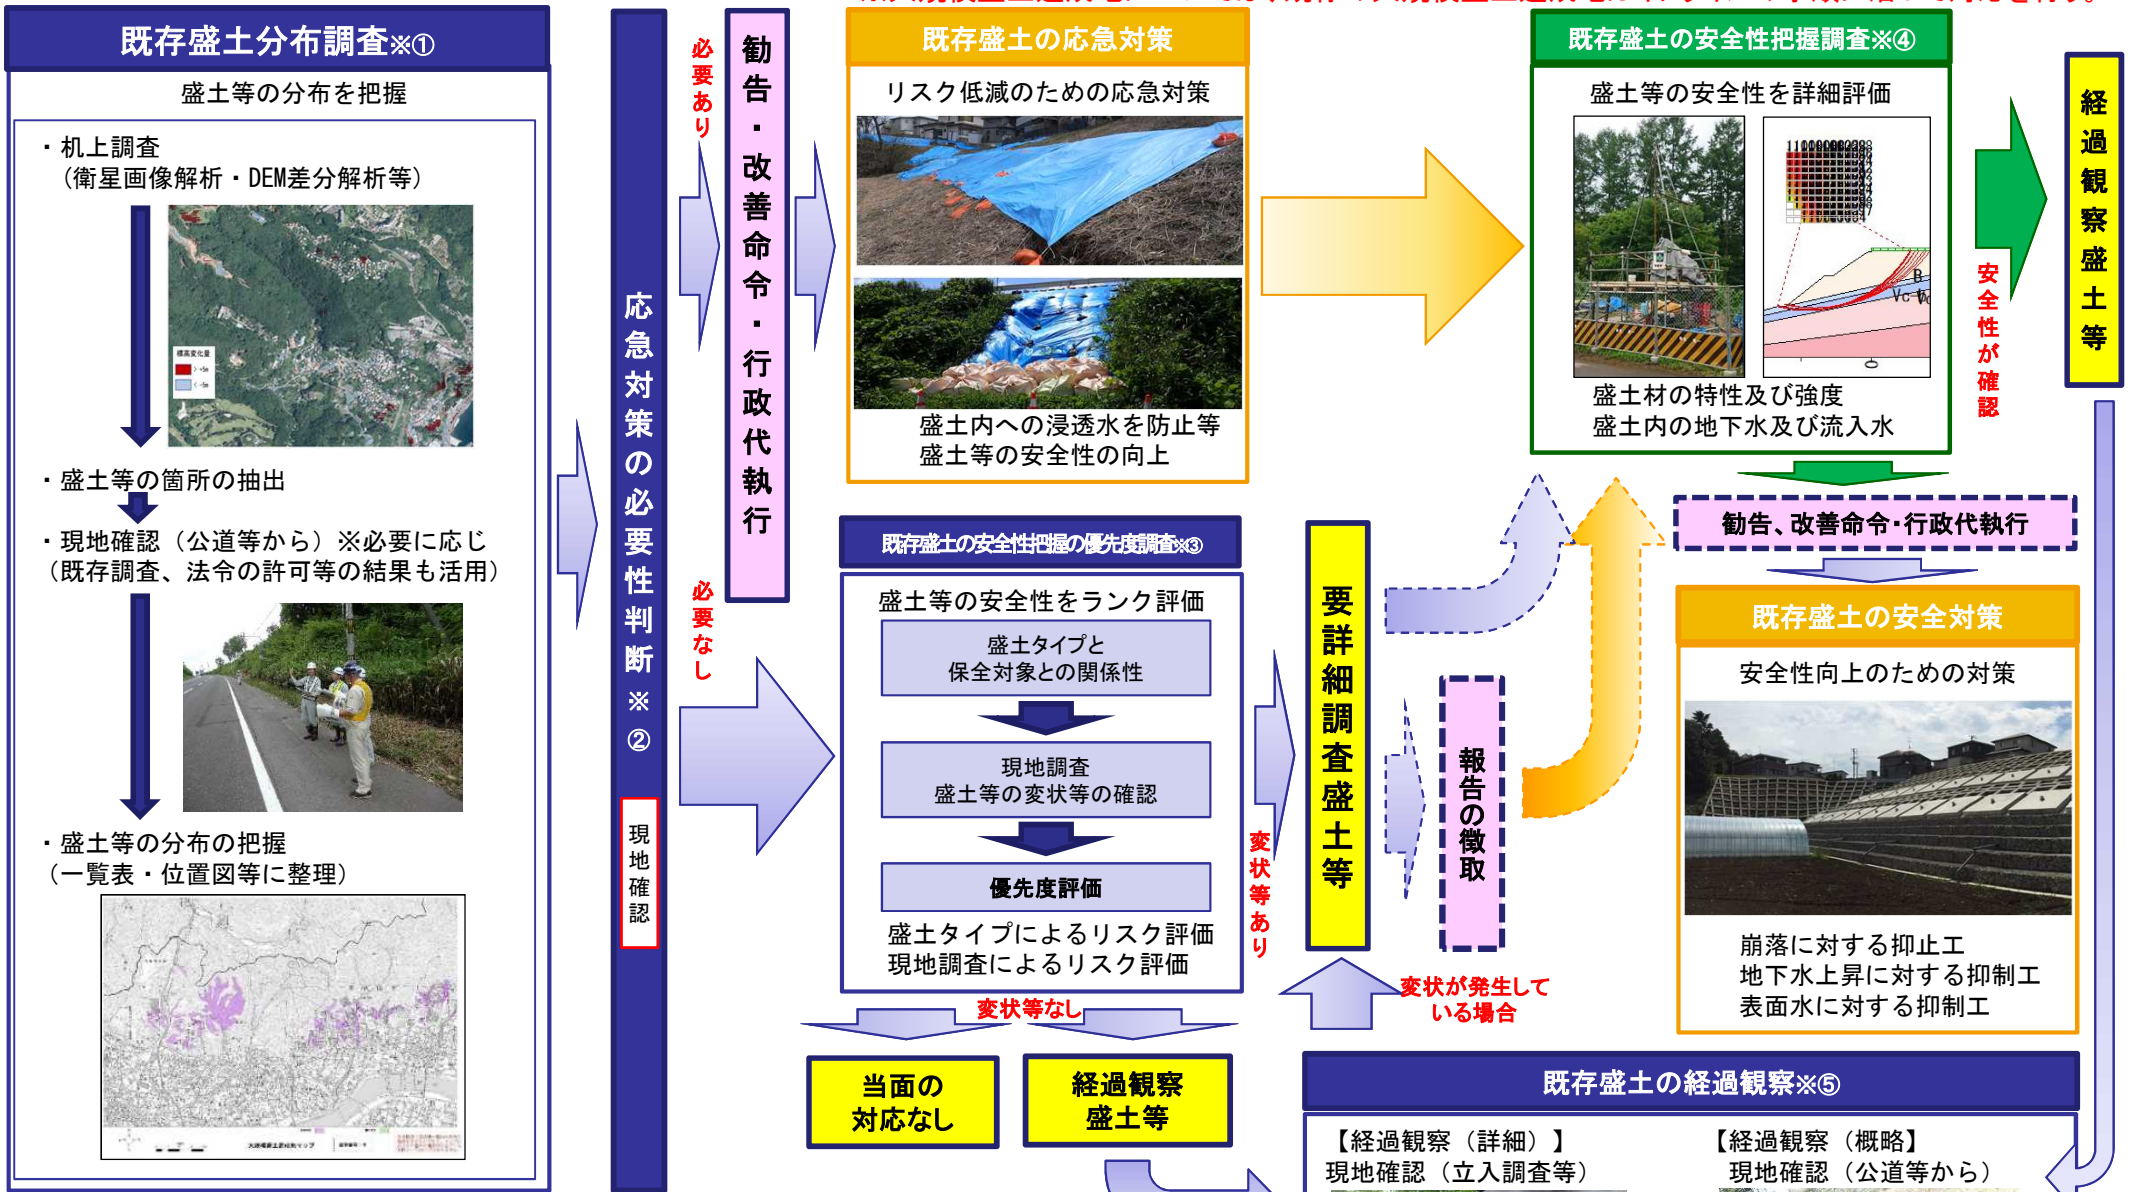 既存盛土分布調査※①
盛土等の分布を把握
・机上調査
（衛星画像解析・DEM差分解析等）
標高変化量
・盛土等の箇所の抽出
・現地確認（公道等から）※必要に応じ
（既存調査、法令の許可等の結果も活用）
・盛土等の分布の把握
（一覧表・位置図等に整理）
応急対策の必要性判断※②
現地確認
必要あり
勧告・改善命令・行政代執行
必要なし
既存盛土の応急対策
リスク低減のための応急対策
盛土内への浸透水を防止等
盛土等の安全性の向上
既存盛土の安全性把握の優先度調査※③
盛土等の安全性をランク評価
盛土タイプと
保全対象との関係性
現地調査
盛土等の変状等の確認
優先度評価
盛土タイプによるリスク評価
現地調査によるリスク評価
変状等なし
当面の
対応なし
経過観察
盛土等
変状等あり
要詳細調査盛土等
報告の徴取
変状が発生して
いる場合
既存盛土の安全性把握調査※④
盛土等の安全性を詳細評価
盛土材の特性及び強度
盛土内の地下水及び流入水
安全性が確認
経過観察盛土等
勧告、改善命令・行政代執行
既存盛土の安全対策
安全性向上のための対策
崩落に対する抑止工
地下水上昇に対する抑制工
表面水に対する抑制工
既存盛土の経過観察※⑤
【経過観察（詳細）】
現地確認（立入調査等）
【経過観察（概略】
現地確認（公道等から）